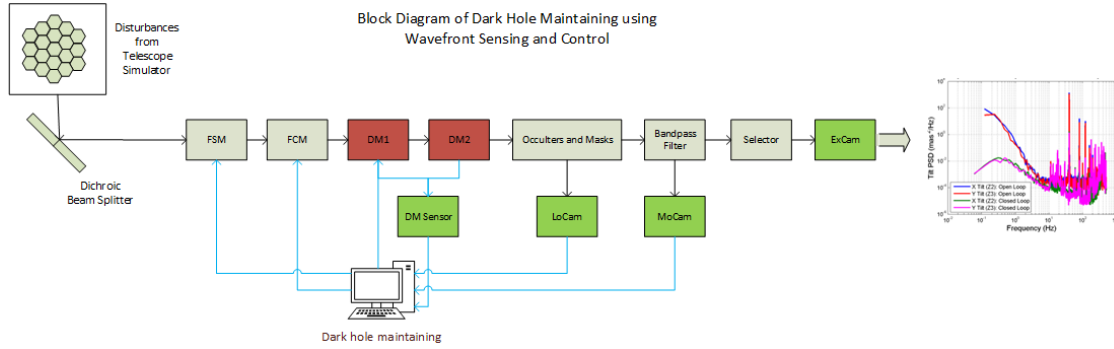 Block Diagram of Dark Hole Maintaining using
Wavefront Sensing and Control
Disturbances
from
Telescope
Simulator
Dichroic
Beam Splitter
FSM
FCM
DM1
DM2
Occulters and Masks
Bandpass
Filter
Selector
ExCam
DM Sensor
LoCam
MoCam
Dark hole maintaining
Tilt PSD (mas²/Hz)
X Tilt (Z2): Open Loop
Y Tilt (Z3): Open Loop
X Tilt (Z2): Closed Loop
Y Tilt (Z3): Closed Loop
Frequency (Hz)